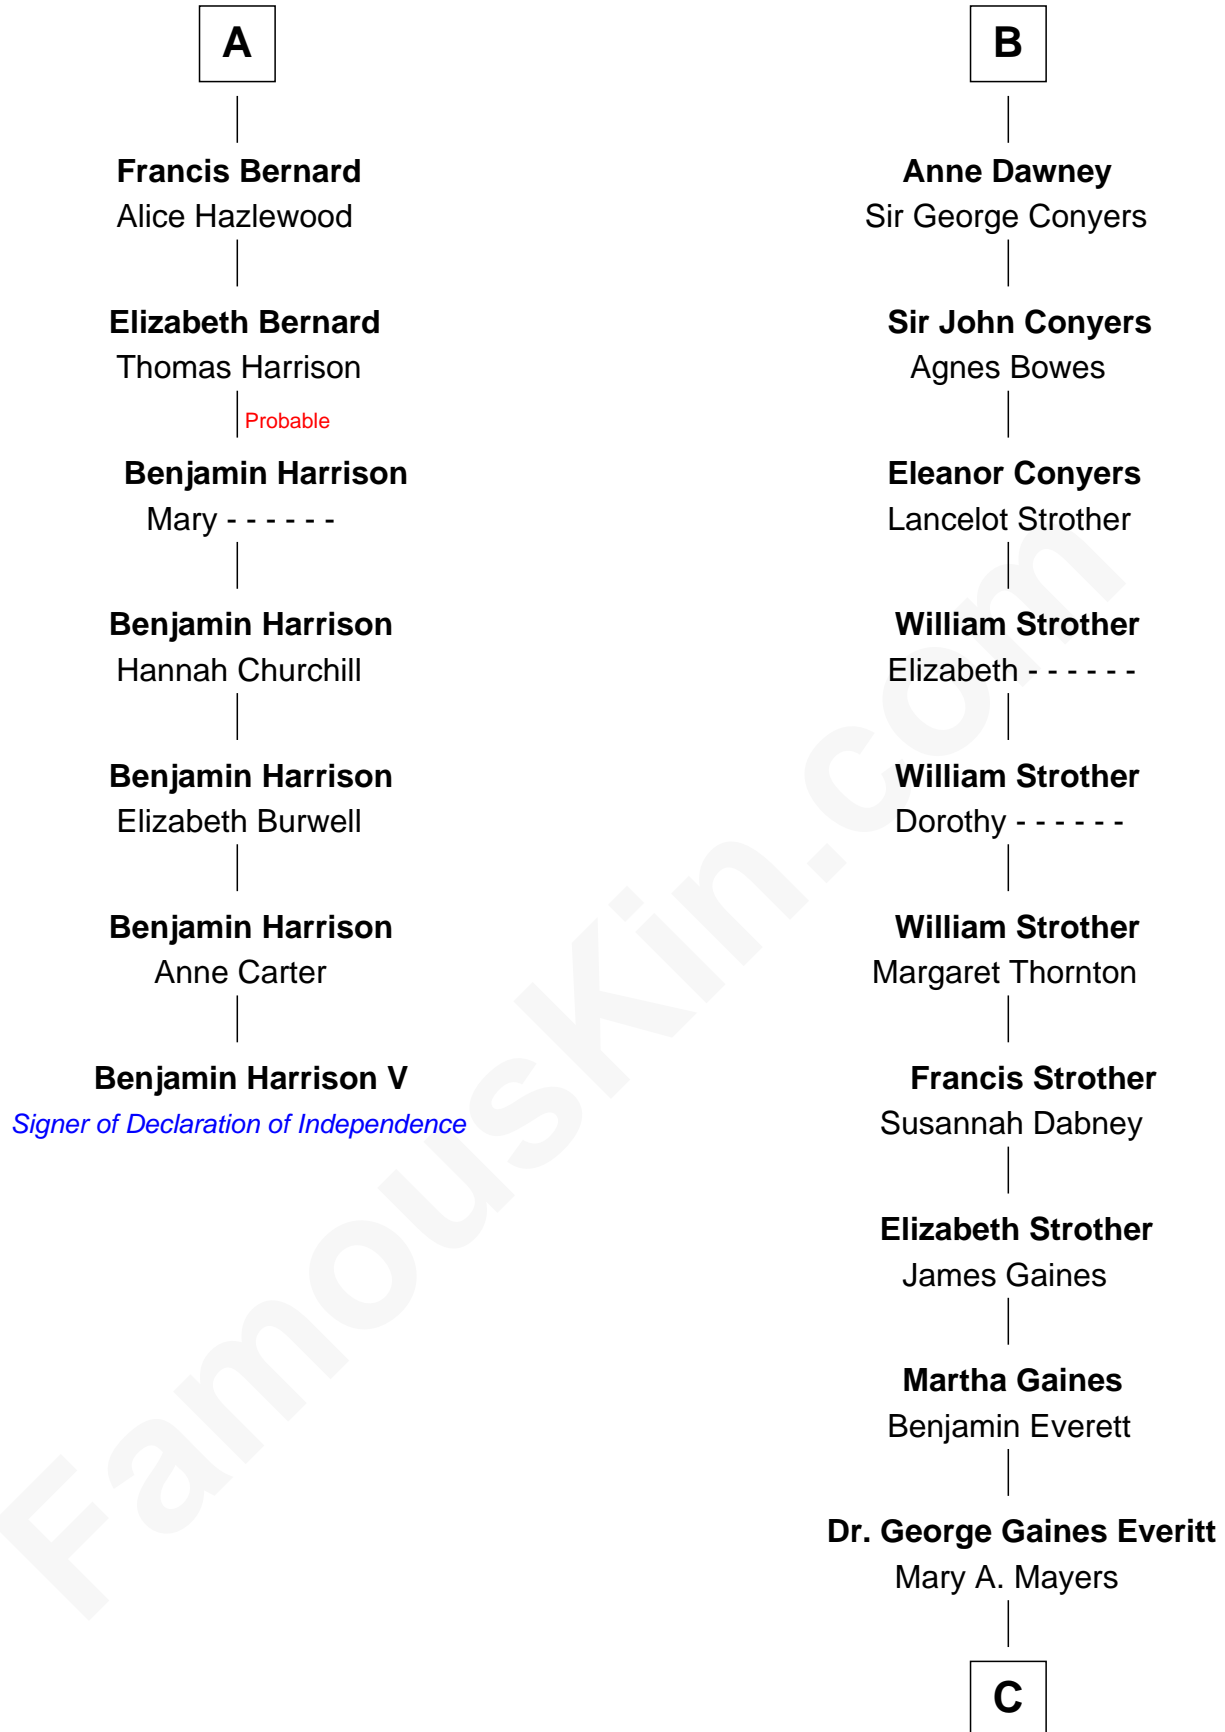 A
Francis Bernard
Alice Hazlewood
Elizabeth Bernard
Thomas Harrison
Probable
Benjamin Harrison
Mary - - - - - -
Benjamin Harrison
Hannah Churchill
Benjamin Harrison
Elizabeth Burwell
Benjamin Harrison
Anne Carter
Benjamin Harrison V
Signer of Declaration of Independence
B
Anne Dawney
Sir George Conyers
Sir John Conyers
Agnes Bowes
Eleanor Conyers
Lancelot Strother
William Strother
Elizabeth - - - - - -
William Strother
Dorothy - - - - - -
William Strother
Margaret Thornton
Francis Strother
Susannah Dabney
Elizabeth Strother
James Gaines
Martha Gaines
Benjamin Everett
Dr. George Gaines Everitt
Mary A. Mayers
C
FamousKin.com